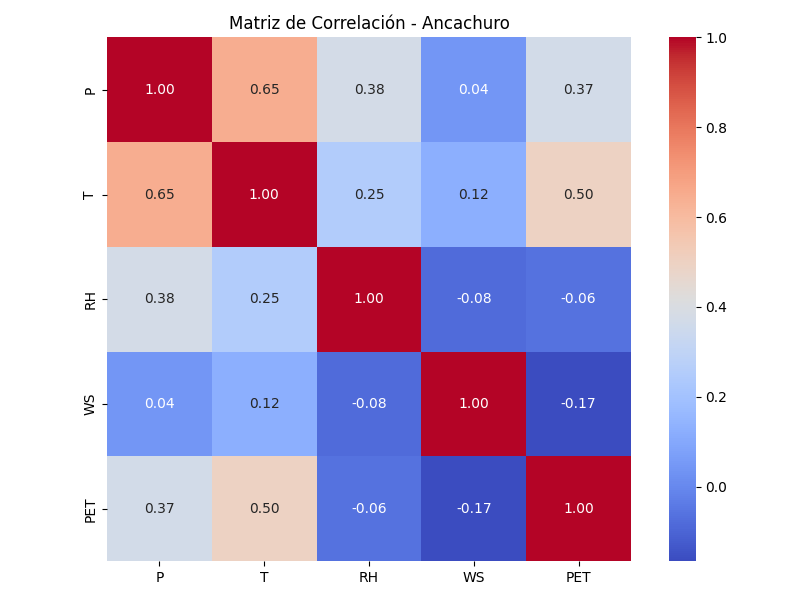 Matriz de Correlación - Ancachuro
P 1.00 0.65 0.38 0.04 0.37
T 0.65 1.00 0.25 0.12 0.50
RH 0.38 0.25 1.00 -0.08 -0.06
WS 0.04 0.12 -0.08 1.00 -0.17
PET 0.37 0.50 -0.06 -0.17 1.00
P T RH WS PET
1.0
0.8
0.6
0.4
0.2
0.0